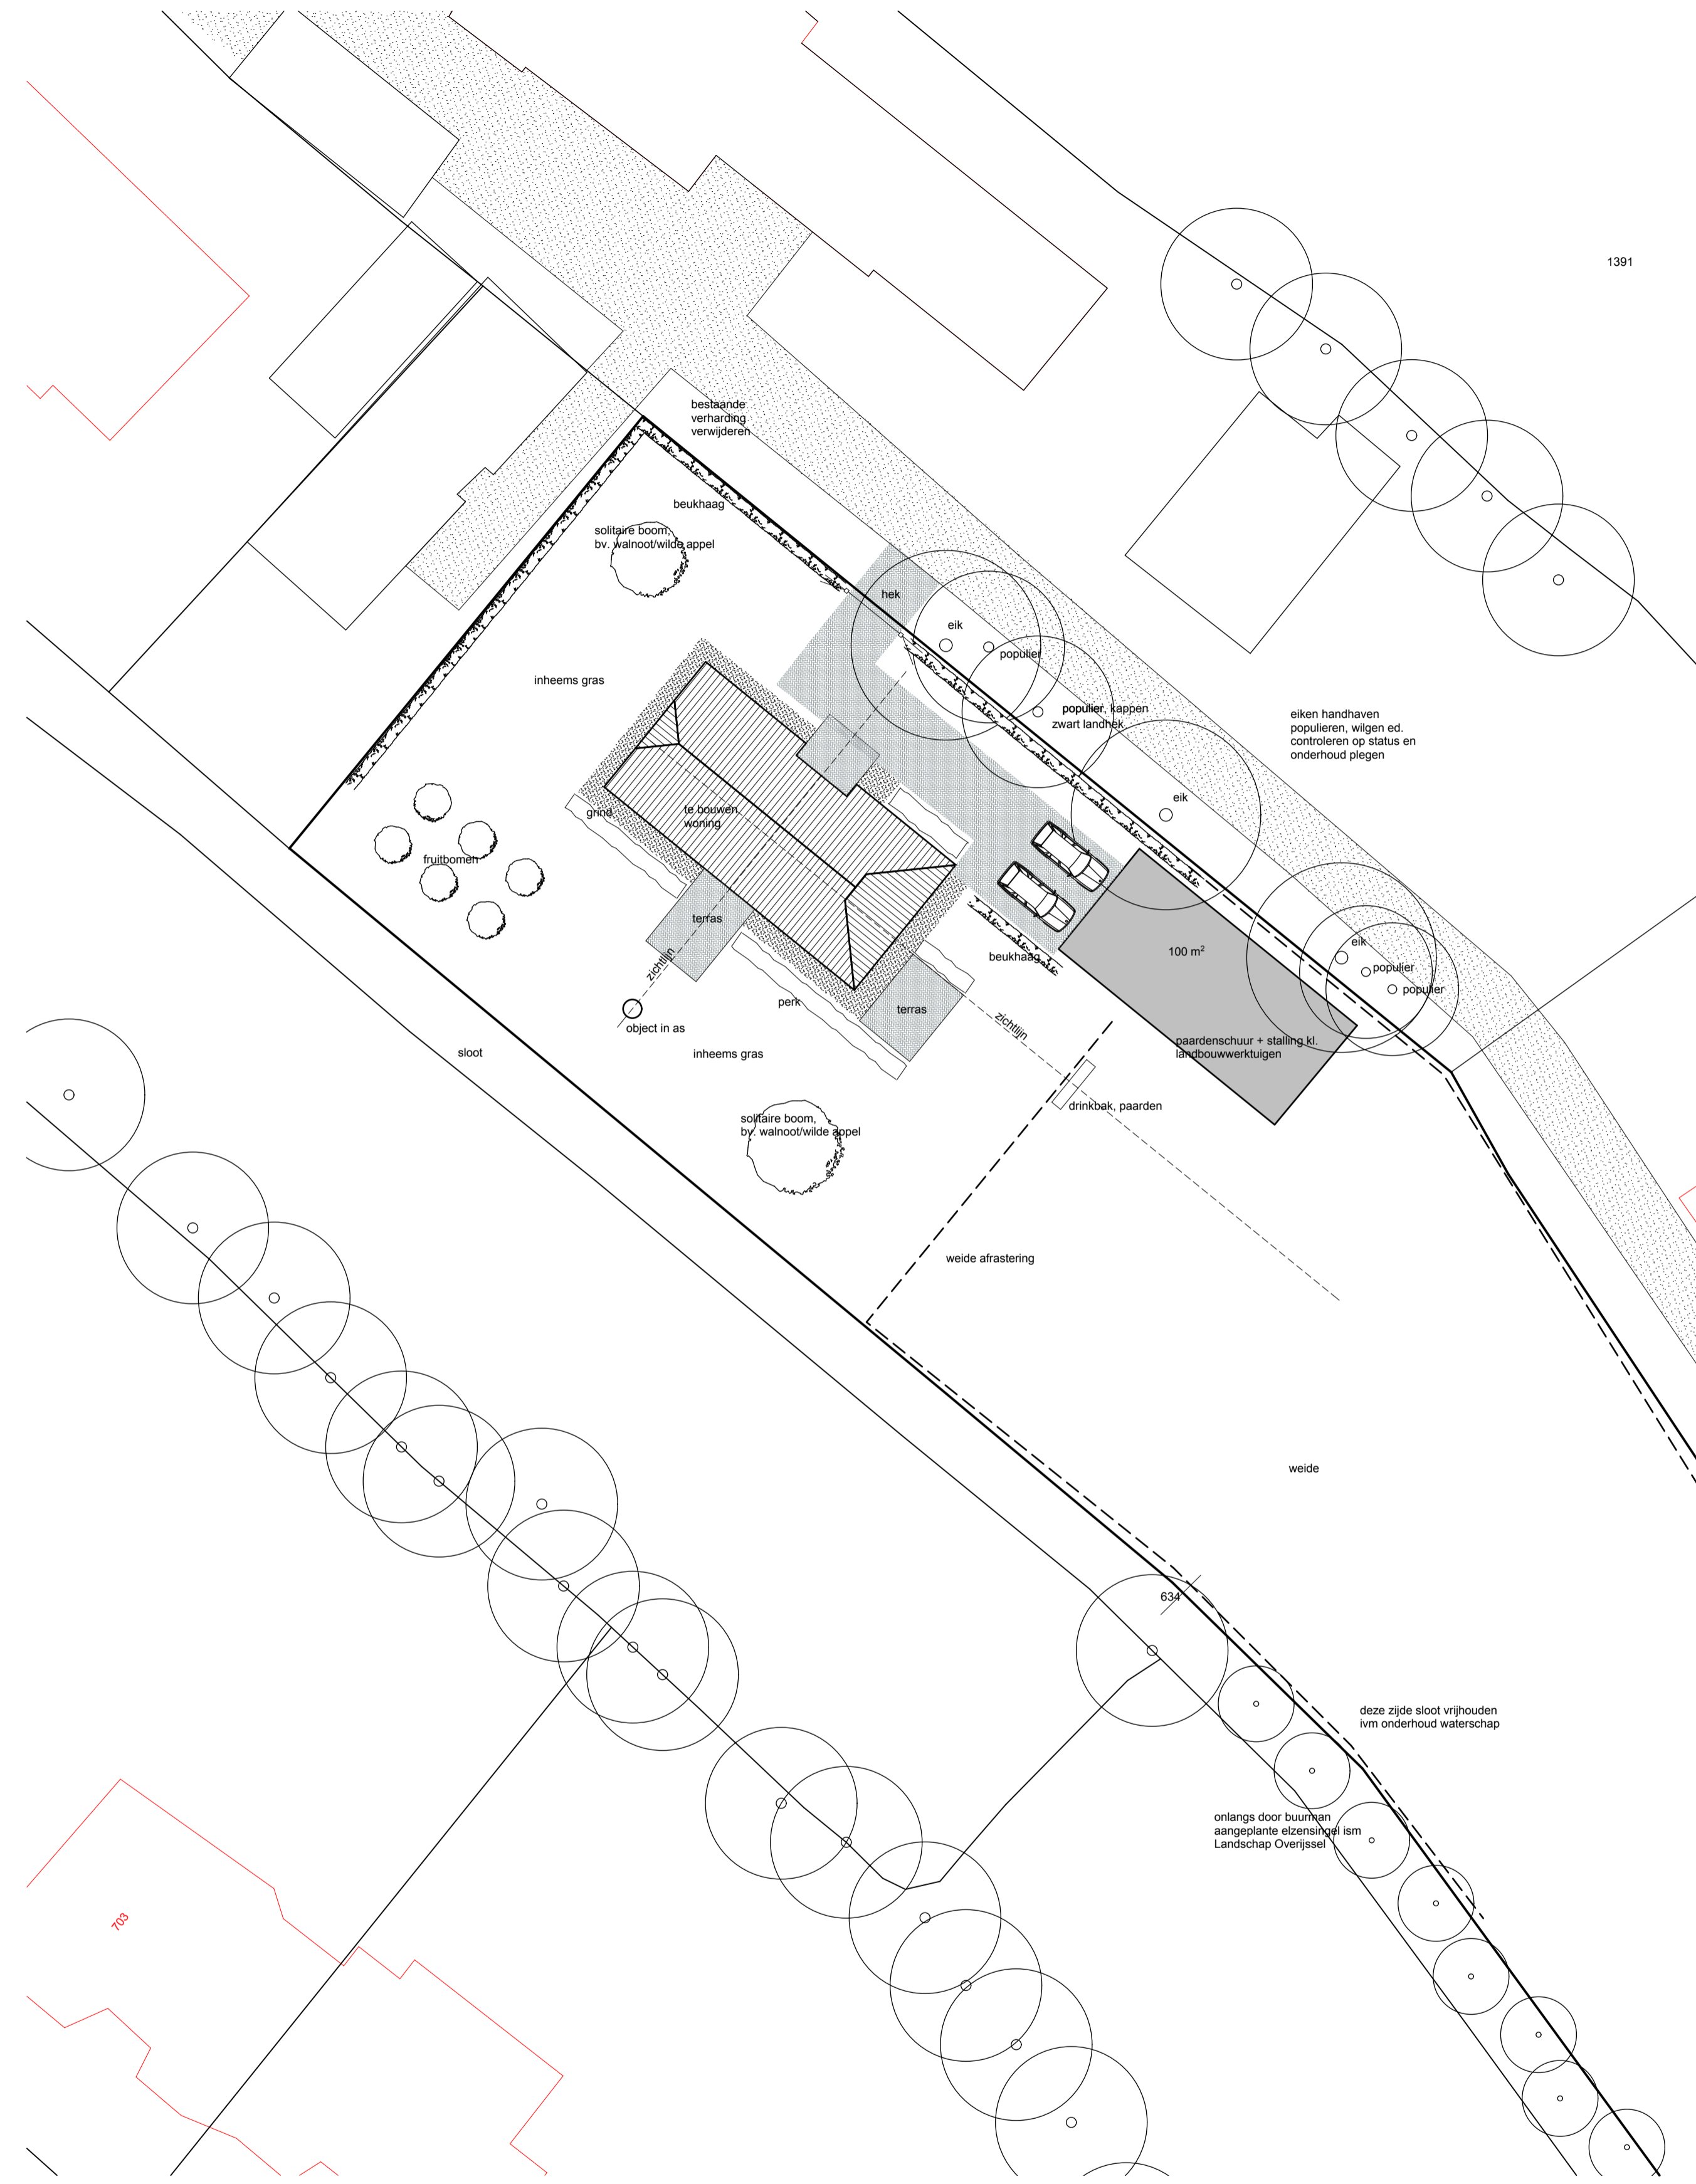 1391
bestaande
verharding
verwijderen
beukhaag
solitaire boom,
bv. walnoot/wilde appel
hek
eik
populier
inheems gras
populier, kappen
zwart landhek
eiken handhaven
populieren, wilgen ed.
controleren op status en
onderhoud plegen
eik
grind
te bouwen
woning
fruitbomen
terras
zichtlijn
eik
100 m²
beukhaag
populier
populier
perk
terras
object in as
zichtlijn
sloot
inheems gras
paardenschuur + stalling kl.
landbouwwerktuigen
drinkbak, paarden
solitaire boom,
bv. walnoot/wilde appel
weide afrastering
weide
634
deze zijde sloot vrijhouden
ivm onderhoud waterschap
onlangs door buurman
aangeplante elzensingel ism
Landschap Overijssel
703